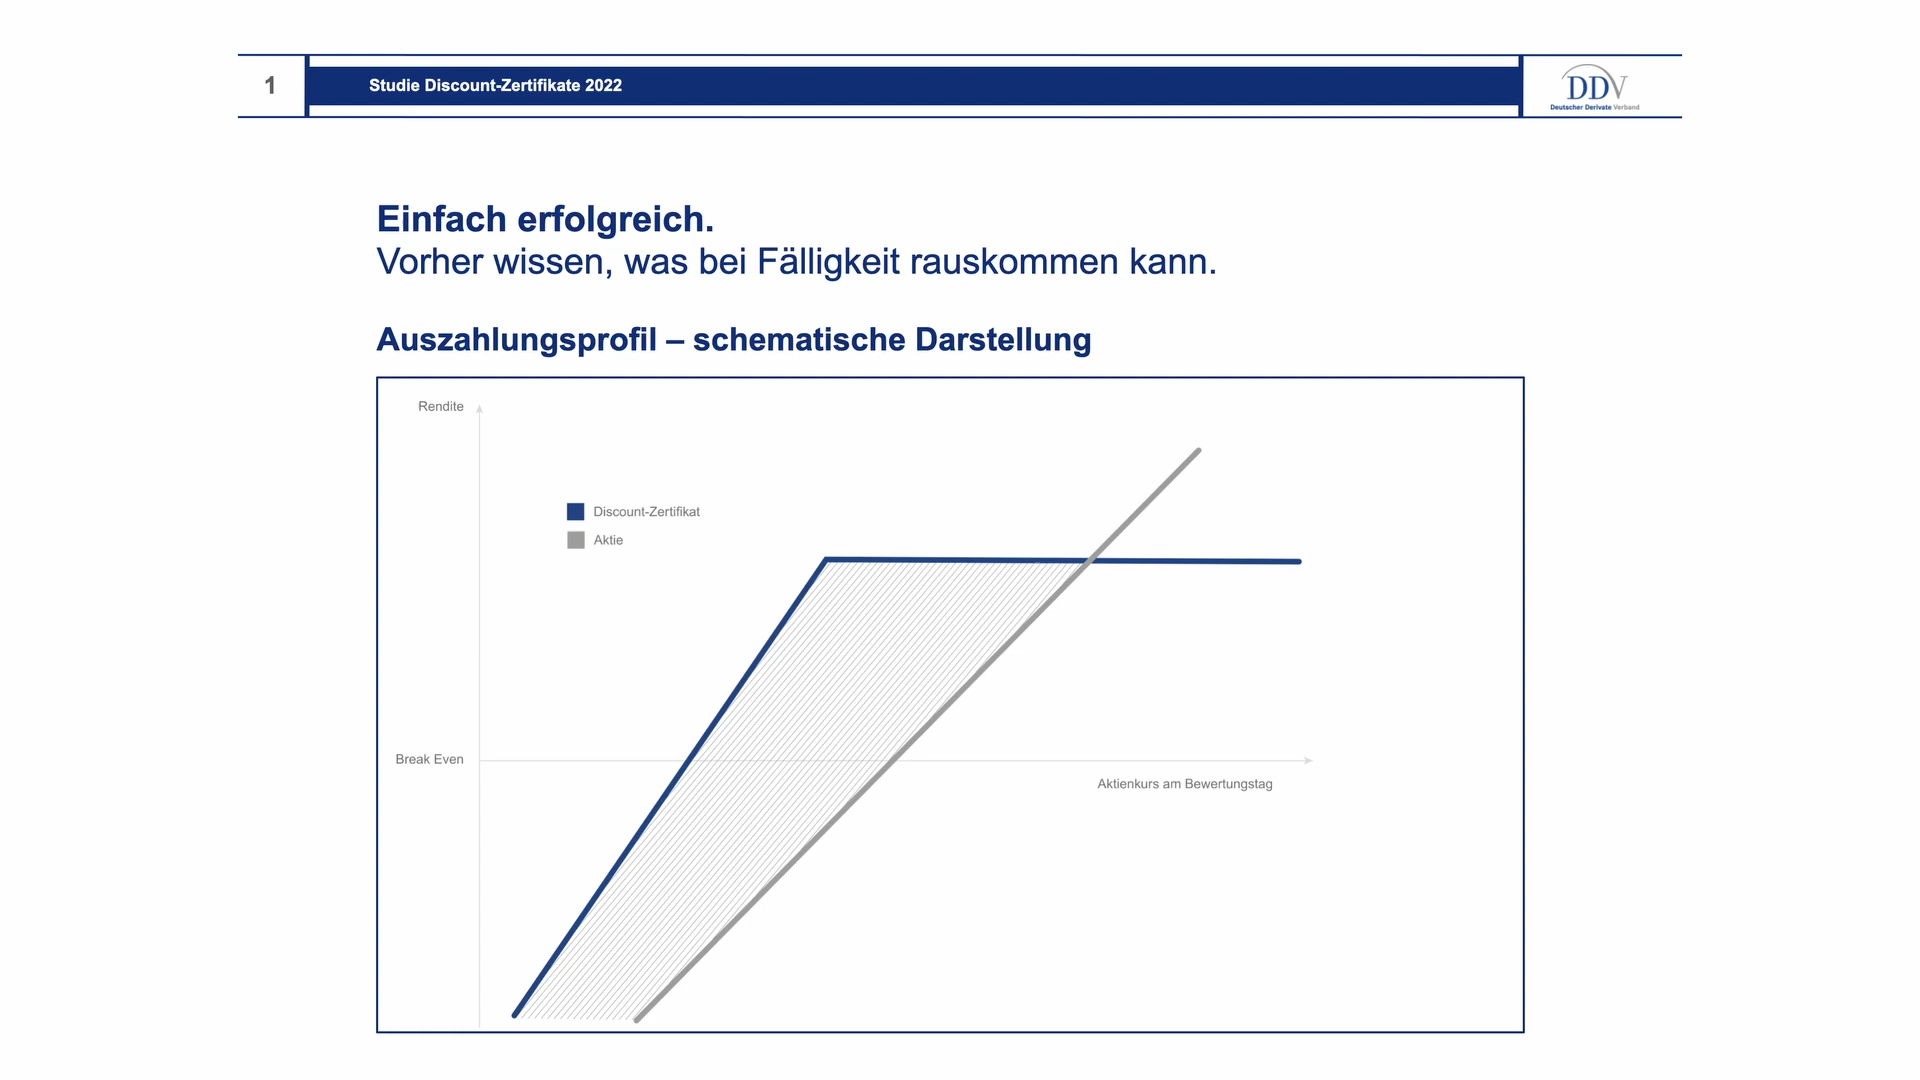 1
Studie Discount-Zertifikate 2022
DDV
Deutscher Derivate Verband
Einfach erfolgreich.
Vorher wissen, was bei Fälligkeit rauskommen kann.
Auszahlungsprofil – schematische Darstellung
Rendite
Discount-Zertifikat
Aktie
Break Even
Aktienkurs am Bewertungstag